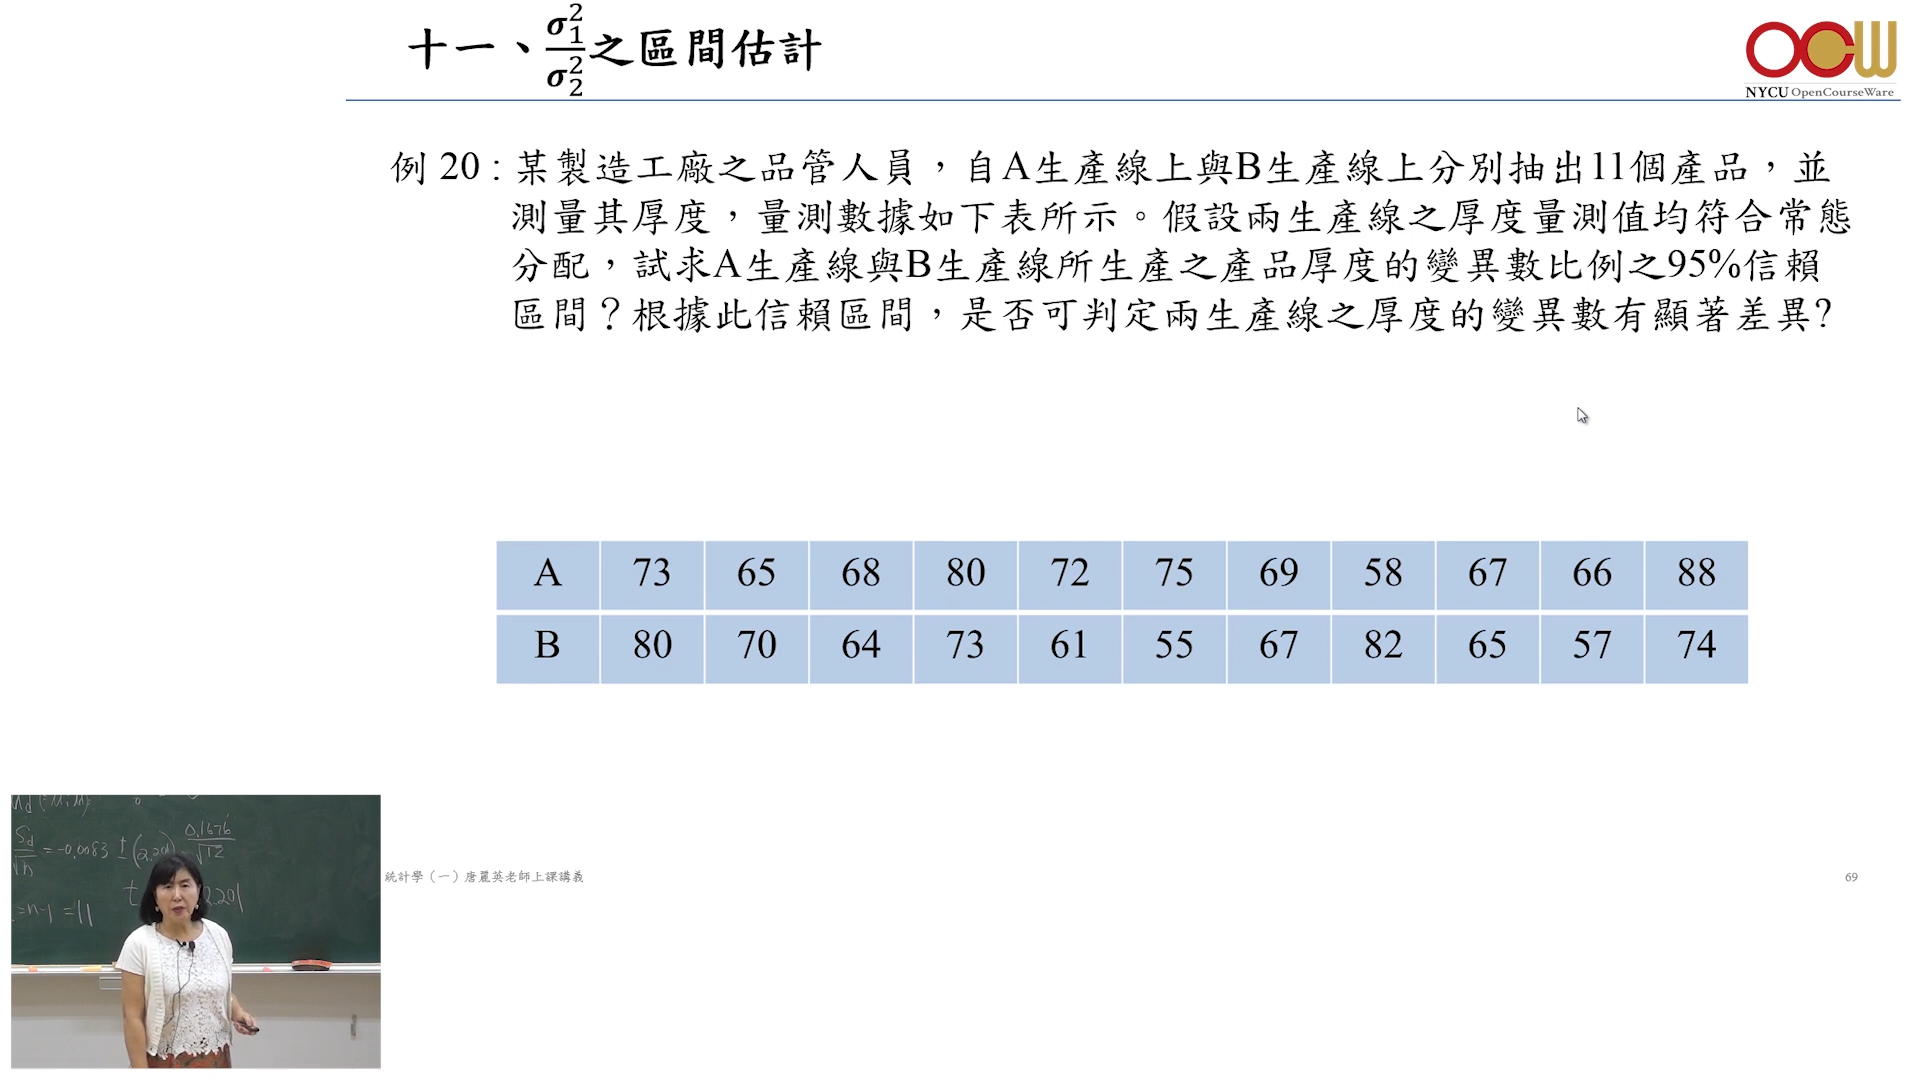 十一、σ₁²/σ₂²之區間估計
OCW
NYCU OpenCourseWare
例 20 : 某製造工廠之品管人員，自A生產線上與B生產線上分別抽出11個產品，並
測量其厚度，量測數據如下表所示。假設兩生產線之厚度量測值均符合常態
分配，試求A生產線與B生產線所生產之產品厚度的變異數比例之95%信賴
區間？根據此信賴區間，是否可判定兩生產線之厚度的變異數有顯著差異?
A 73 65 68 80 72 75 69 58 67 66 88
B 80 70 64 73 61 55 67 82 65 57 74
0.1676
Sd/√n = -0.0083 ± (2.201) √12
t 2.201
=n-1 =11
統計學（一）唐麗英老師上課講義
69